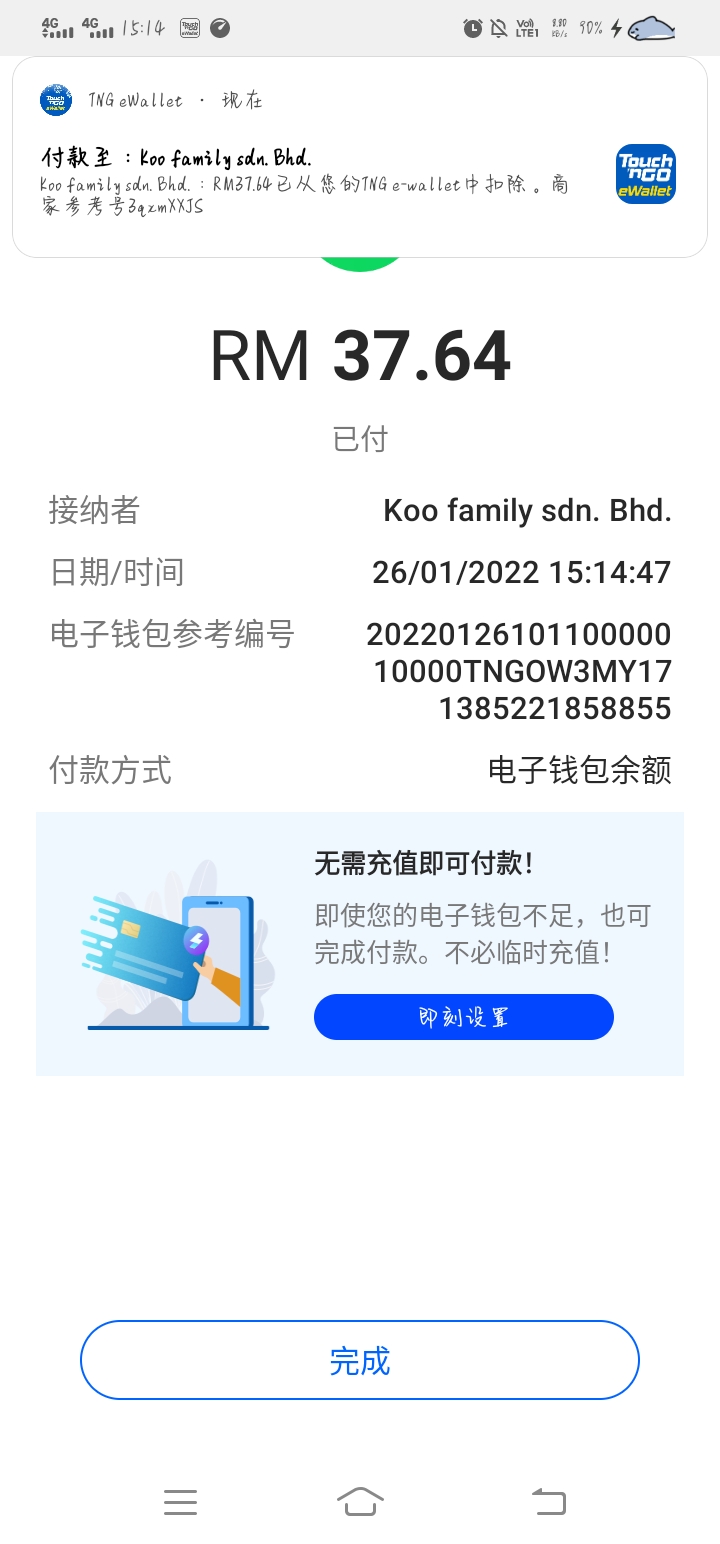 4G 4G 15:14 Touch 'nGO eWallet VoD LTE1 8.80 KB/s 90%
TNG eWallet · 现在
付款至：Koo family sdn. Bhd.
Koo family sdn. Bhd.：RM37.64已从您的TNG e-wallet中扣除。商
家参考号3qxmXXJS
Touch
'nGO
eWallet
RM 37.64
已付
接纳者 Koo family sdn. Bhd.
日期/时间 26/01/2022 15:14:47
电子钱包参考编号 20220126101100000
10000TNGOW3MY17
1385221858855
付款方式 电子钱包余额
无需充值即可付款！
即使您的电子钱包不足，也可
完成付款。不必临时充值！
即刻设置
完成